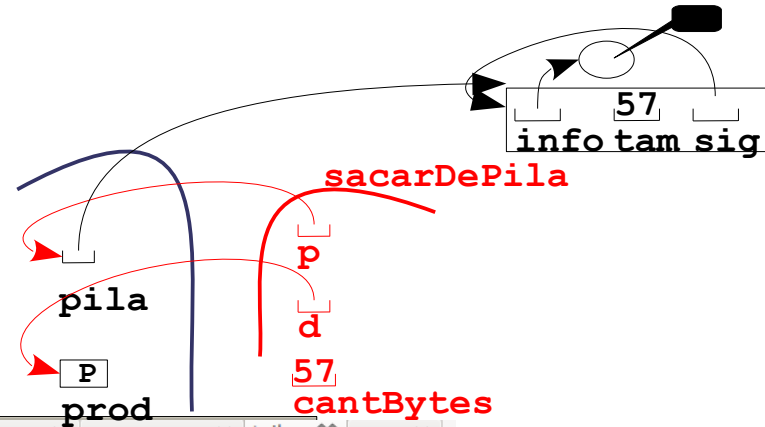 57
info tam sig
sacarDePila
p
pila
d
P
57
prod
cantBytes